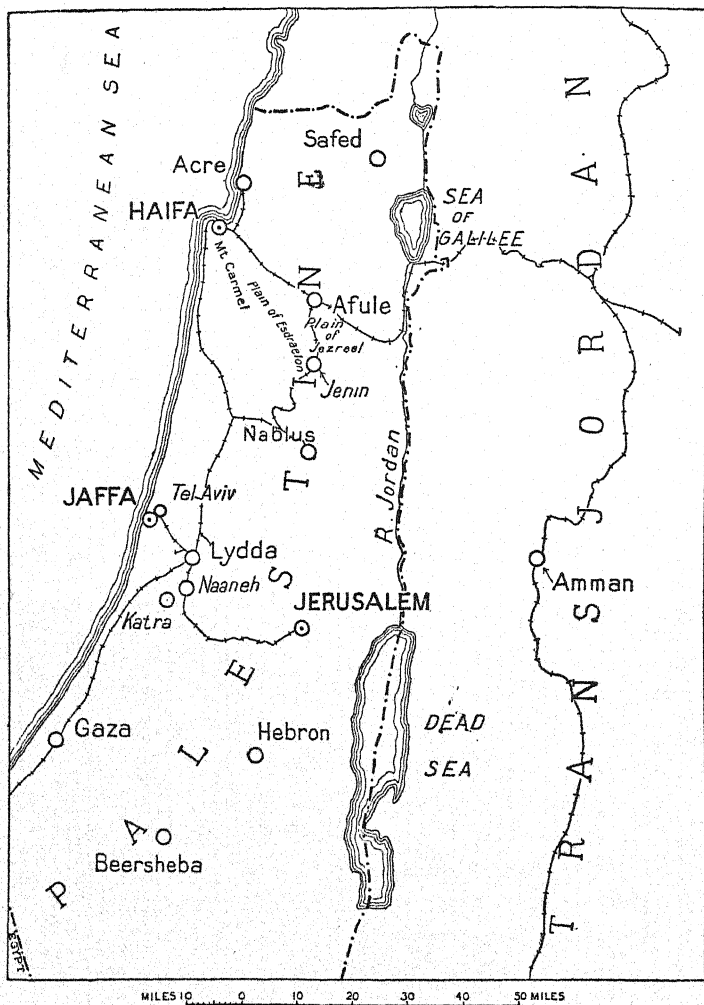 MEDITERRANEAN SEA
Safed
Acre
HAIFA
Mt Carmel
SEA
OF
GALILEE
Plain of Esdraelon
Afule
Plain
of
Jezreel
Jenin
Nablus
R. Jordan
JAFFA
Tel Aviv
Lydda
Naaneh
Katra
JERUSALEM
Amman
Gaza
Hebron
DEAD
SEA
Beersheba
PALESTINE
TRANSJORDAN
EGYPT
MILES 10 0 10 20 30 40 50 MILES